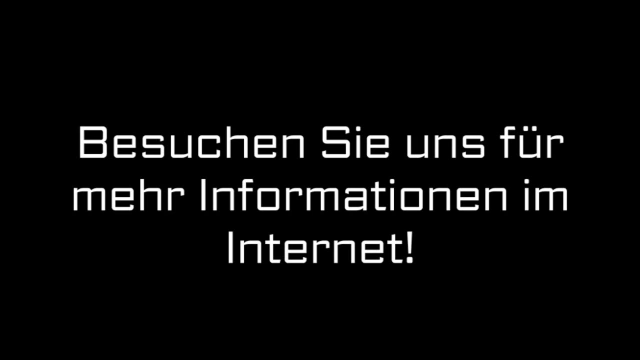 Besuchen Sie uns für
mehr Informationen im
Internet!